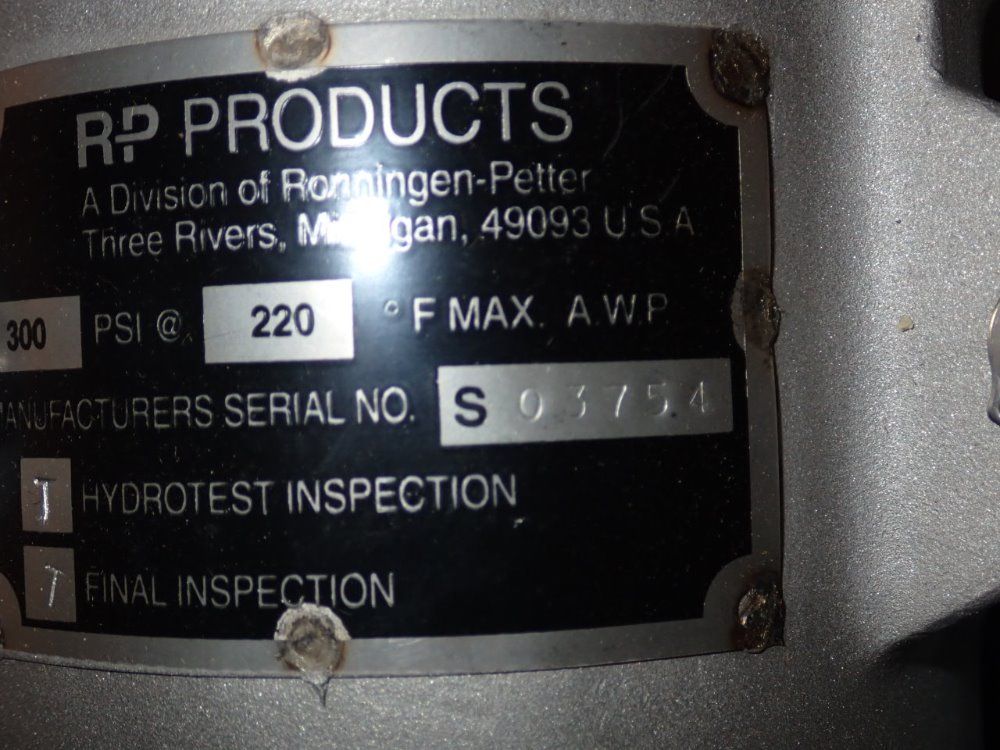 RP PRODUCTS
A Division of Ronningen-Petter
Three Rivers, Michigan, 49093 U.S.A.
300 PSI @ 220 °F MAX. A.W.P.
MANUFACTURERS SERIAL NO. S 03754
J HYDROTEST INSPECTION
J FINAL INSPECTION